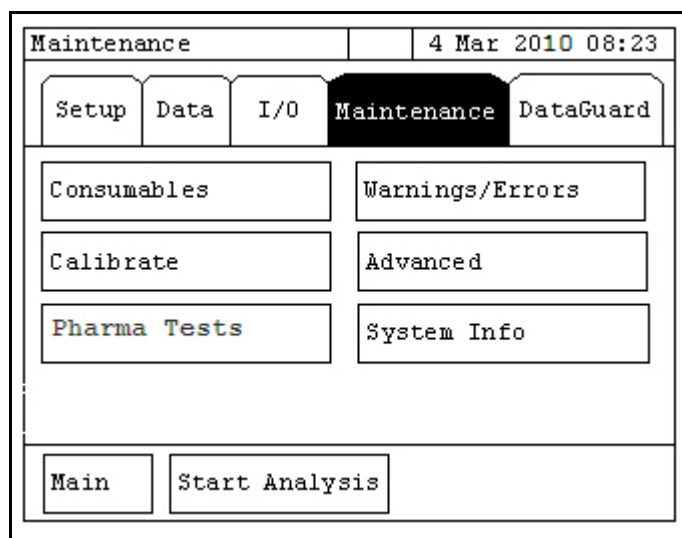 Maintenance 4 Mar 2010 08:23
Setup Data I/O Maintenance DataGuard
Consumables Warnings/Errors
Calibrate Advanced
Pharma Tests System Info
Main Start Analysis